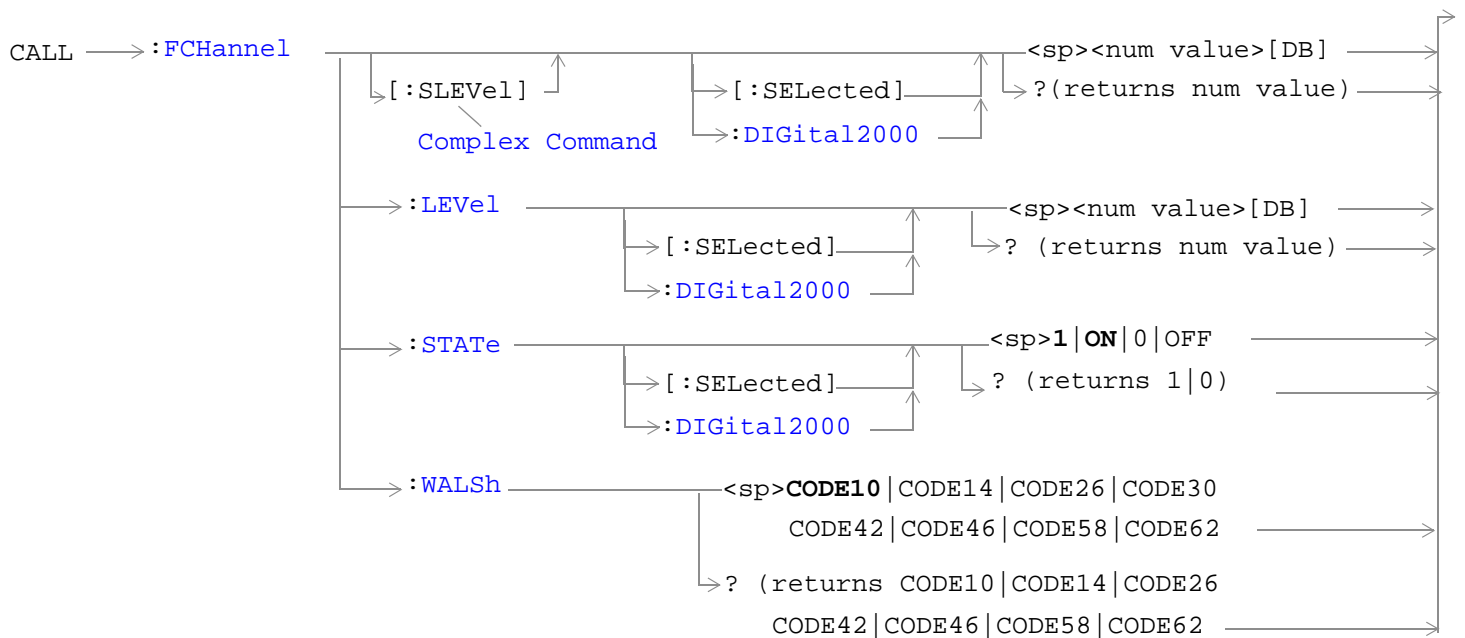 CALL :FCHannel <sp><num value>[DB]
[:SLEVel] [:SELected] ?(returns num value)
Complex Command :DIGital2000
:LEVel <sp><num value>[DB]
[:SELected] ? (returns num value)
:DIGital2000
:STATe <sp>1|ON|0|OFF
[:SELected] ? (returns 1|0)
:DIGital2000
:WALSh <sp>CODE10|CODE14|CODE26|CODE30
CODE42|CODE46|CODE58|CODE62
? (returns CODE10|CODE14|CODE26
CODE42|CODE46|CODE58|CODE62